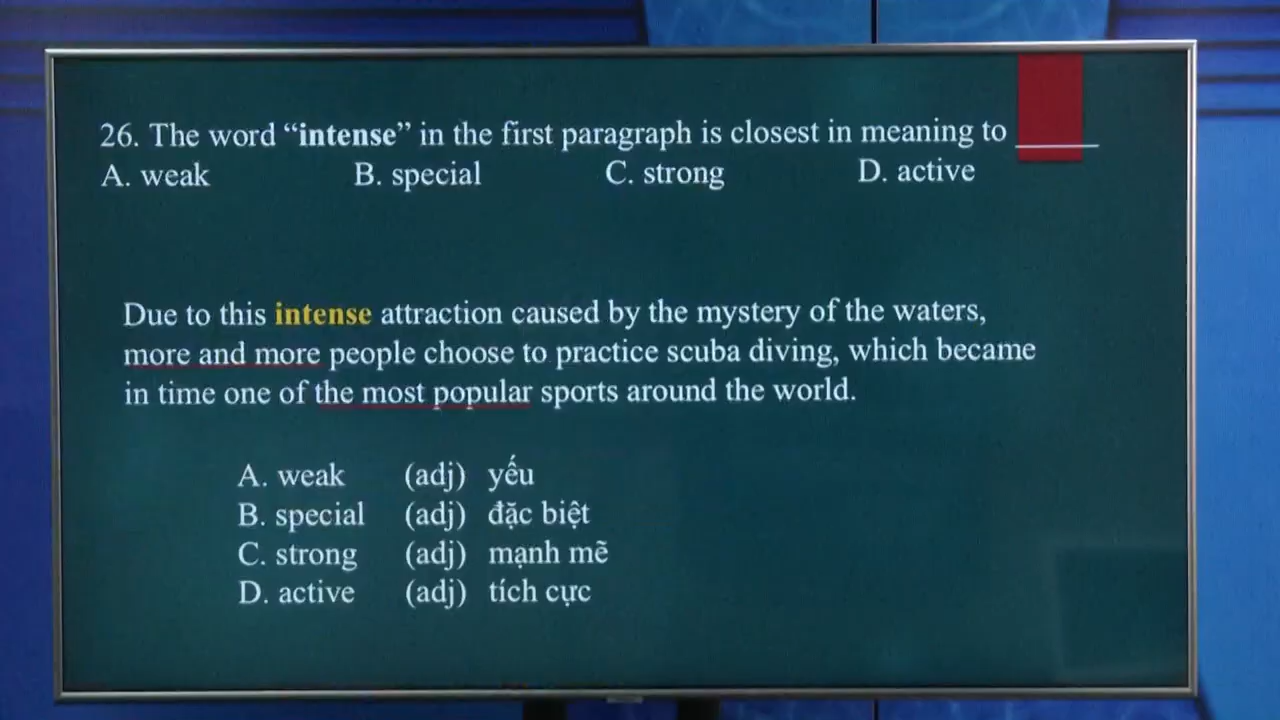 26. The word “intense” in the first paragraph is closest in meaning to ______
A. weak B. special C. strong D. active
Due to this intense attraction caused by the mystery of the waters,
more and more people choose to practice scuba diving, which became
in time one of the most popular sports around the world.
A. weak (adj) yếu
B. special (adj) đặc biệt
C. strong (adj) mạnh mẽ
D. active (adj) tích cực